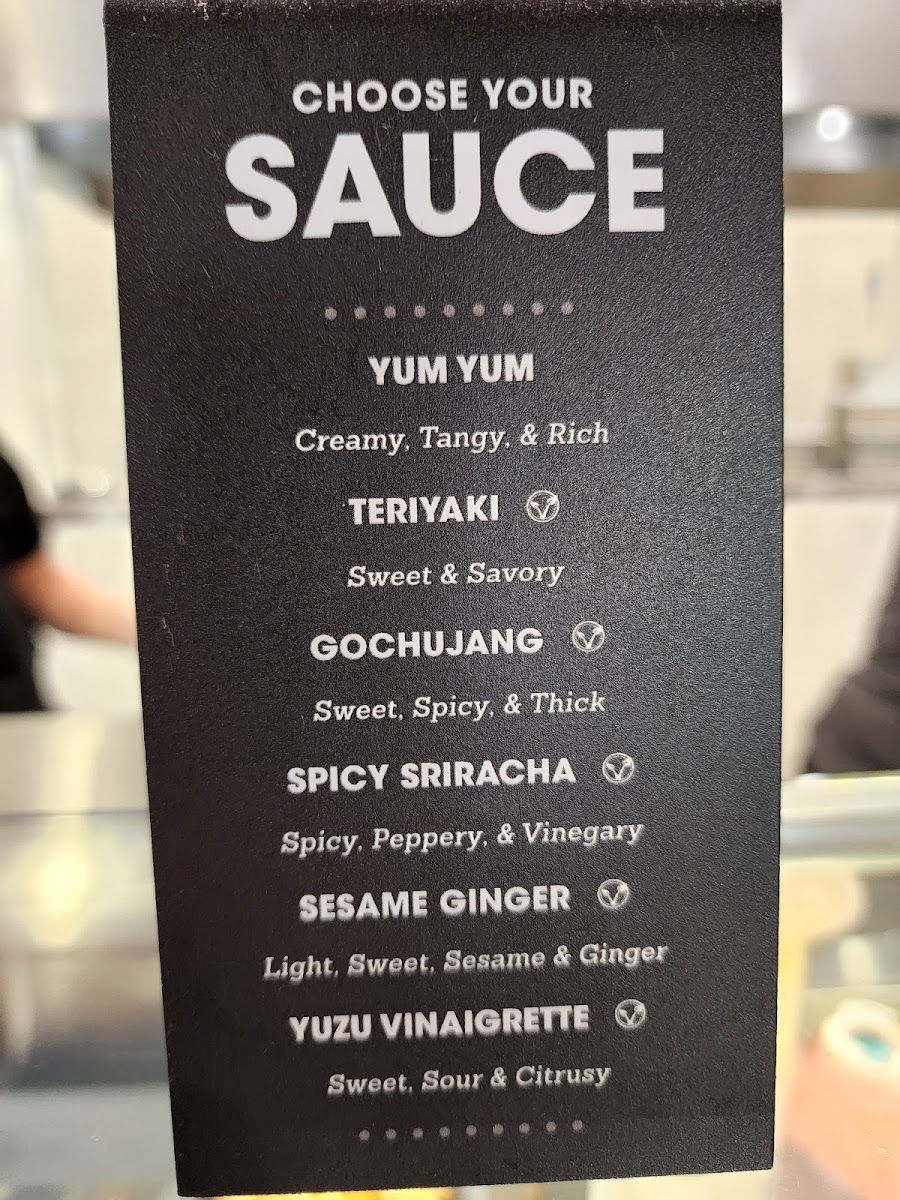 CHOOSE YOUR
SAUCE
YUM YUM
Creamy, Tangy, & Rich
TERIYAKI
Sweet & Savory
GOCHUJANG
Sweet, Spicy, & Thick
SPICY SRIRACHA
Spicy, Peppery, & Vinegary
SESAME GINGER
Light, Sweet, Sesame & Ginger
YUZU VINAIGRETTE
Sweet, Sour & Citrusy